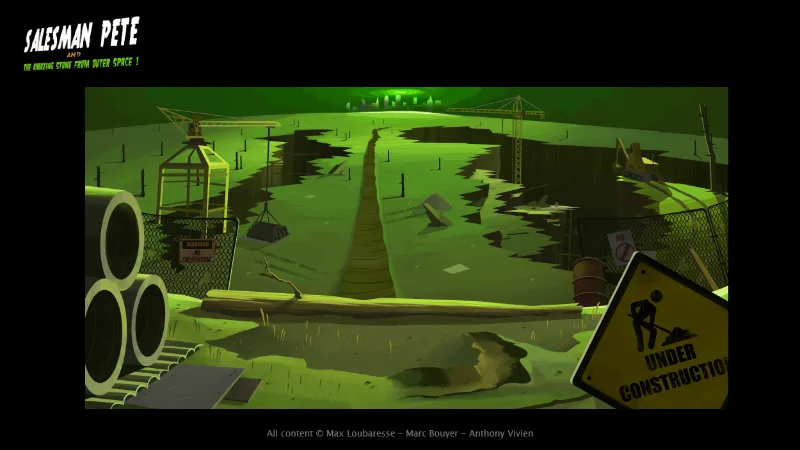 SALESMAN PETE
AND
THE AMAZING STONE FROM OUTER SPACE !
NO
UNDER
CONSTRUCTION
All content © Max Loubaresse - Marc Bouyer - Anthony Vivien